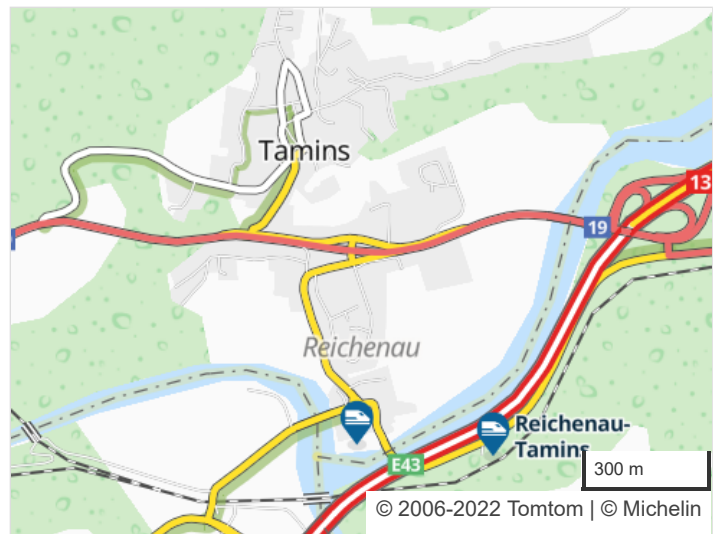 13
Tamins
19
Reichenau
Reichenau-
Tamins
E43
300 m
© 2006-2022 Tomtom | © Michelin